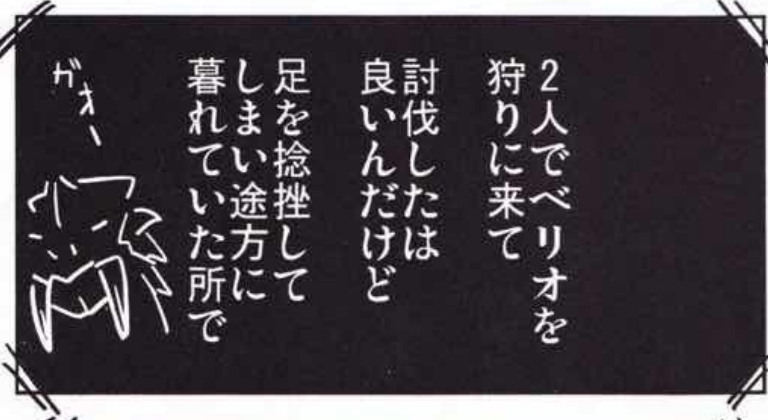 2人でベリオを
狩りに来て
討伐したは
良いんだけど
足を捻挫して
しまい途方に
暮れていた所で
がオー